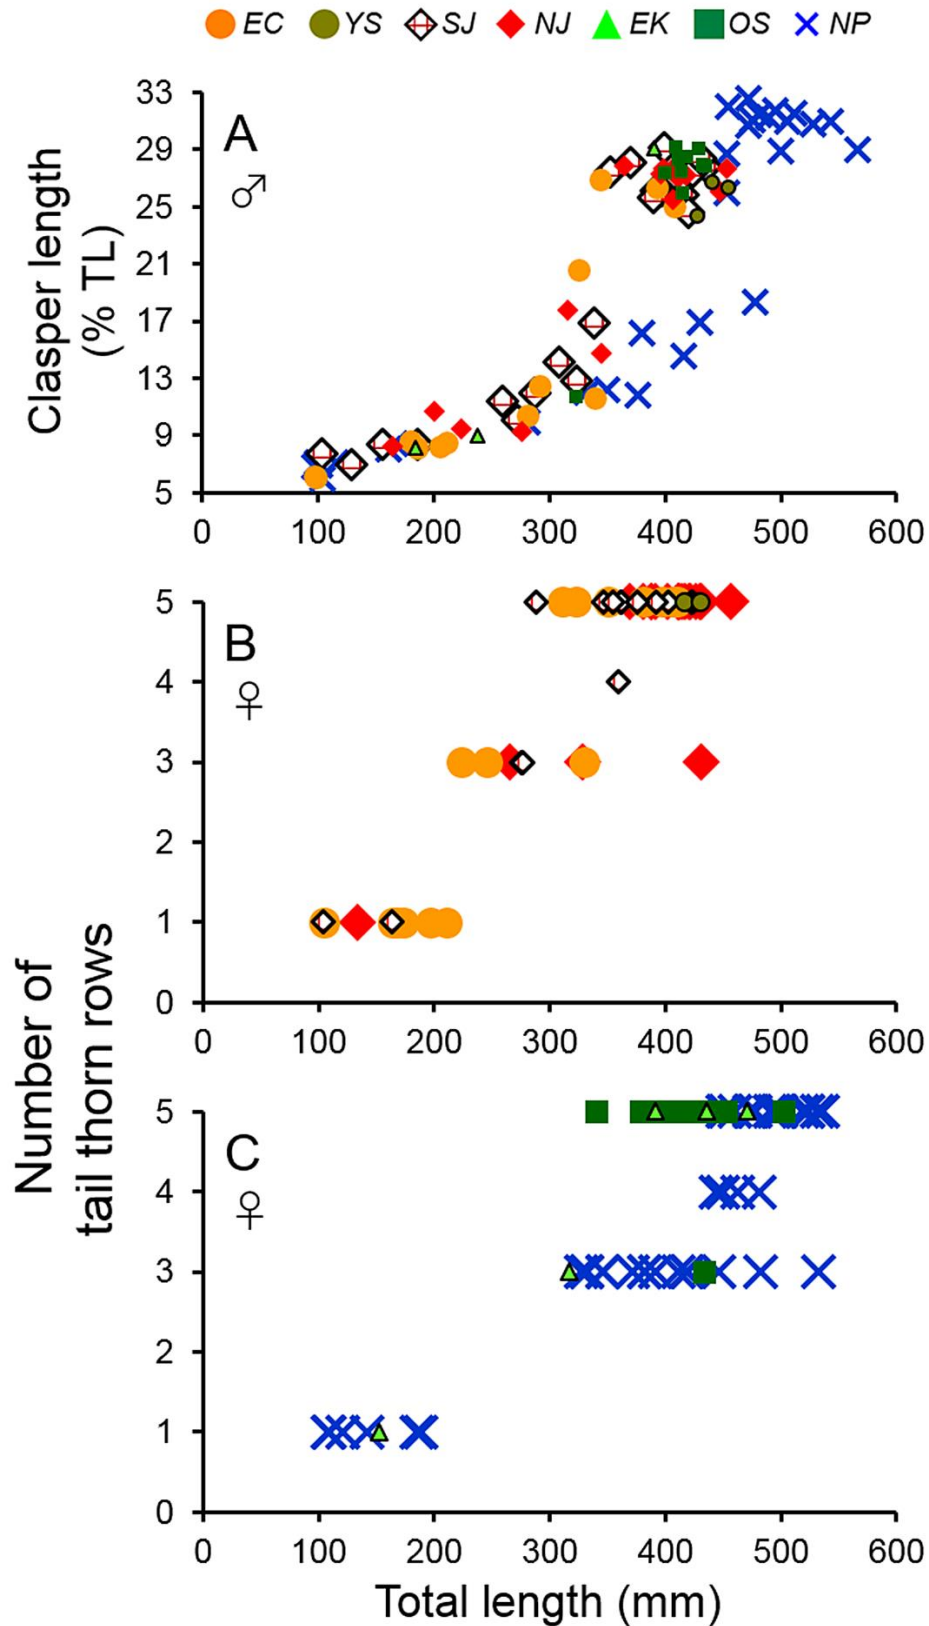 EC YS SJ NJ EK OS NP
A
♂
Clasper length
(% TL)
33
29
25
21
17
13
9
5
0 100 200 300 400 500 600
B
♀
5
4
3
2
1
0
0 100 200 300 400 500 600
Number of
tail thorn rows
C
♀
5
4
3
2
1
0
0 100 200 300 400 500 600
Total length (mm)